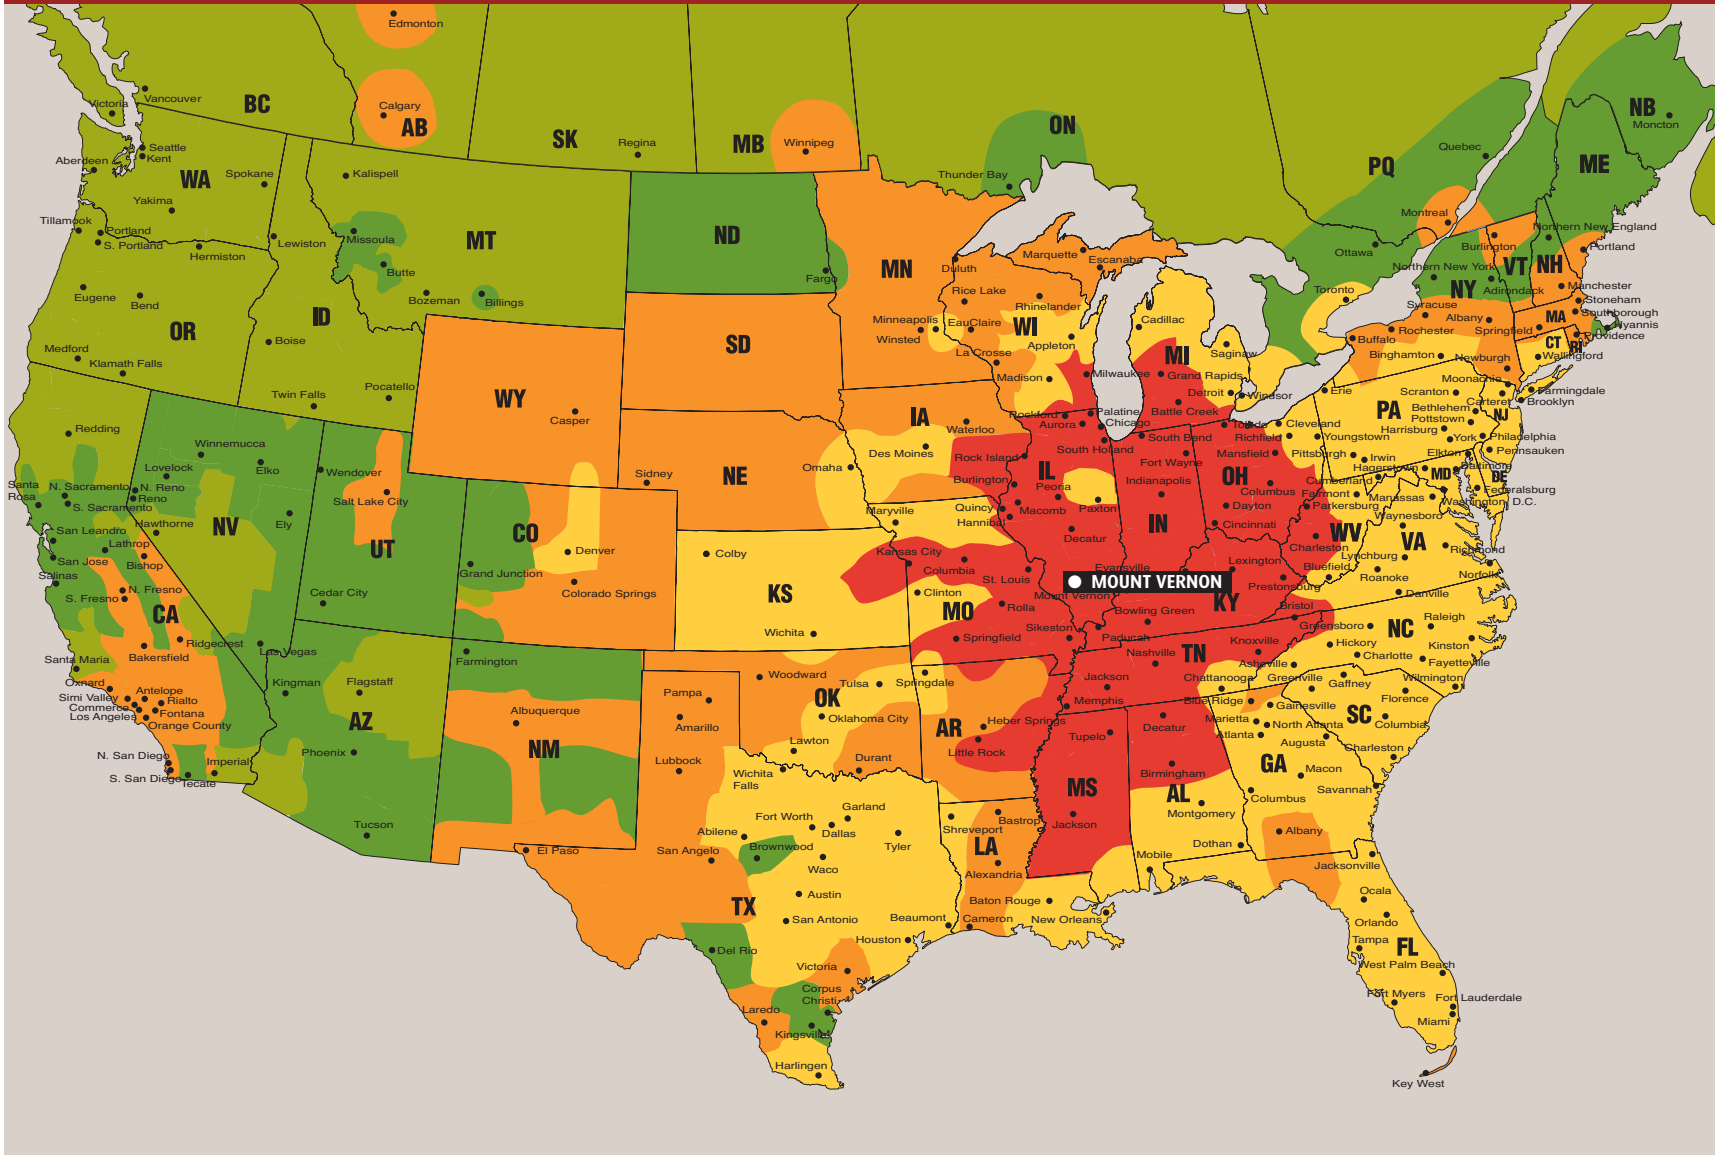 Edmonton
Calgary
AB
Victoria
Vancouver
BC
SK
Regina
MB
Winnipeg
ON
Thunder Bay
PQ
Quebec
Montreal
Ottawa
Toronto
NB
Moncton
ME
Aberdeen
Seattle
Kent
WA
Spokane
Yakima
Tillamook
Portland
S. Portland
Hermiston
Lewiston
Eugene
Bend
OR
Medford
Klamath Falls
ID
Boise
Twin Falls
Pocatello
Kalispell
Missoula
MT
Butte
Bozeman
Billings
ND
Fargo
SD
WY
Casper
NE
Sidney
Omaha
MN
Duluth
Minneapolis
Winsted
Marquette
Escanaba
Rice Lake
Rhinelander
EauClaire
WI
Appleton
La Crosse
Madison
Milwaukee
Cadillac
MI
Saginaw
Grand Rapids
Detroit
Windsor
Battle Creek
IA
Waterloo
Des Moines
Rockford
Palatine
Aurora
Chicago
South Holland
Rock Island
IL
Burlington
Peoria
Quincy
Macomb
Paxton
Hannibal
Decatur
MOUNT VERNON
Mount Vernon
South Bend
Fort Wayne
Indianapolis
IN
Evansville
Toledo
Cleveland
Richfield
Youngstown
Mansfield
OH
Columbus
Dayton
Cincinnati
Lexington
Prestonsburg
KY
Bowling Green
Paducah
Redding
Santa
Rosa
N. Sacramento
S. Sacramento
San Leandro
Lathrop
San Jose
Salinas
Bishop
N. Fresno
S. Fresno
CA
Bakersfield
Ridgecrest
Santa Maria
Oxnard
Simi Valley
Antelope
Commerce
Rialto
Los Angeles
Fontana
Orange County
N. San Diego
S. San Diego
Imperial
Tecate
Winnemucca
Lovelock
Elko
N. Reno
Reno
Hawthorne
NV
Ely
Las Vegas
Wendover
Salt Lake City
UT
Cedar City
Kingman
Flagstaff
AZ
Phoenix
Tucson
CO
Denver
Grand Junction
Colorado Springs
Farmington
Albuquerque
NM
Colby
KS
Wichita
Maryville
Kansas City
Columbia
St. Louis
Clinton
MO
Rolla
Springfield
Sikeston
Woodward
OK
Tulsa
Oklahoma City
Lawton
Durant
Springdale
AR
Heber Springs
Little Rock
Pampa
Amarillo
Lubbock
Wichita
Falls
Garland
Fort Worth
Dallas
Abilene
Tyler
Brownwood
Waco
San Angelo
El Paso
TX
Austin
San Antonio
Beaumont
Houston
Del Rio
Victoria
Corpus
Christi
Laredo
Kingsville
Harlingen
Shreveport
Bastrop
LA
Alexandria
Baton Rouge
Cameron
New Orleans
Nashville
TN
Knoxville
Jackson
Memphis
Chattanooga
Tupelo
MS
Jackson
Decatur
Birmingham
AL
Montgomery
Dothan
Mobile
Blue Ridge
Gainesville
Marietta
North Atlanta
Atlanta
Augusta
GA
Macon
Columbus
Savannah
Albany
Jacksonville
Ocala
Orlando
Tampa
FL
West Palm Beach
Fort Myers
Fort Lauderdale
Miami
Key West
Greenville
Gaffney
Florence
SC
Columbia
Charleston
Asheville
Hickory
Charlotte
Greensboro
NC
Raleigh
Kinston
Fayetteville
Wilmington
Bristol
Parkersburg
WV
Charleston
Bluefield
Fairmont
Cumberland
Hagerstown
Manassas
Waynesboro
VA
Lynchburg
Roanoke
Richmond
Norfolk
Danville
MD
Baltimore
Washington, D.C.
DE
Federalsburg
Elkton
Erie
PA
Pittsburgh
Irwin
Scranton
Bethlehem
Pottstown
Harrisburg
York
Philadelphia
Pennsauken
NJ
Carteret
Moonachie
Farmingdale
Brooklyn
Newburgh
Binghamton
Buffalo
Rochester
Syracuse
Albany
NY
Northern New York
Adirondack
Burlington
VT
NH
Northern New England
Portland
Manchester
Stoneham
MA
Southborough
Hyannis
Springfield
Providence
RI
CT
Wallingford